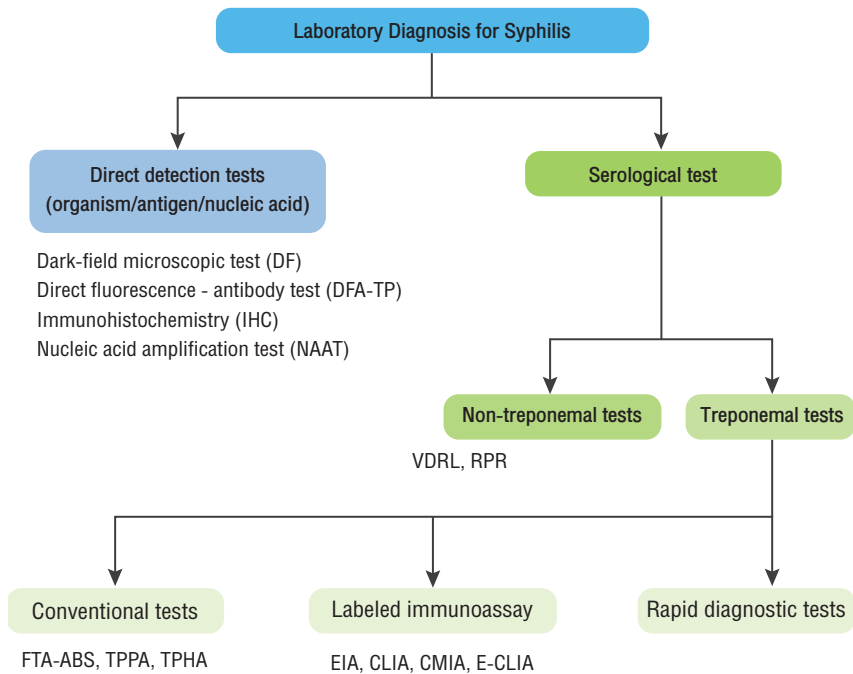 Laboratory Diagnosis for Syphilis
Direct detection tests
(organism/antigen/nucleic acid)
Serological test
Dark-field microscopic test (DF)
Direct fluorescence - antibody test (DFA-TP)
Immunohistochemistry (IHC)
Nucleic acid amplification test (NAAT)
Non-treponemal tests
Treponemal tests
VDRL, RPR
Conventional tests
Labeled immunoassay
Rapid diagnostic tests
FTA-ABS, TPPA, TPHA
EIA, CLIA, CMIA, E-CLIA